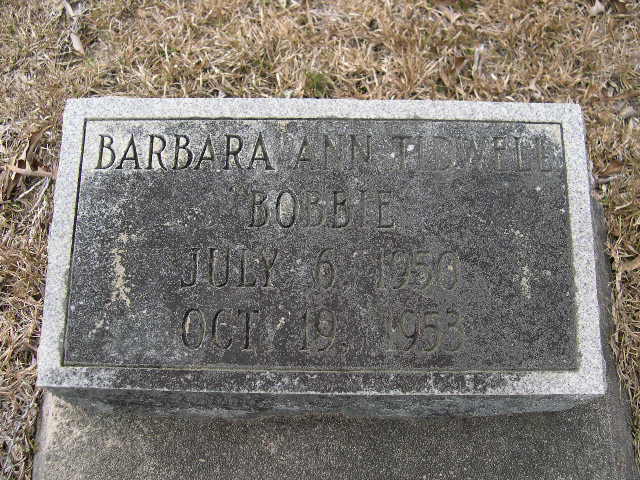 BARBARA ANN TIDWELL
"BOBBIE"
JULY 6, 1950
OCT. 19, 1953